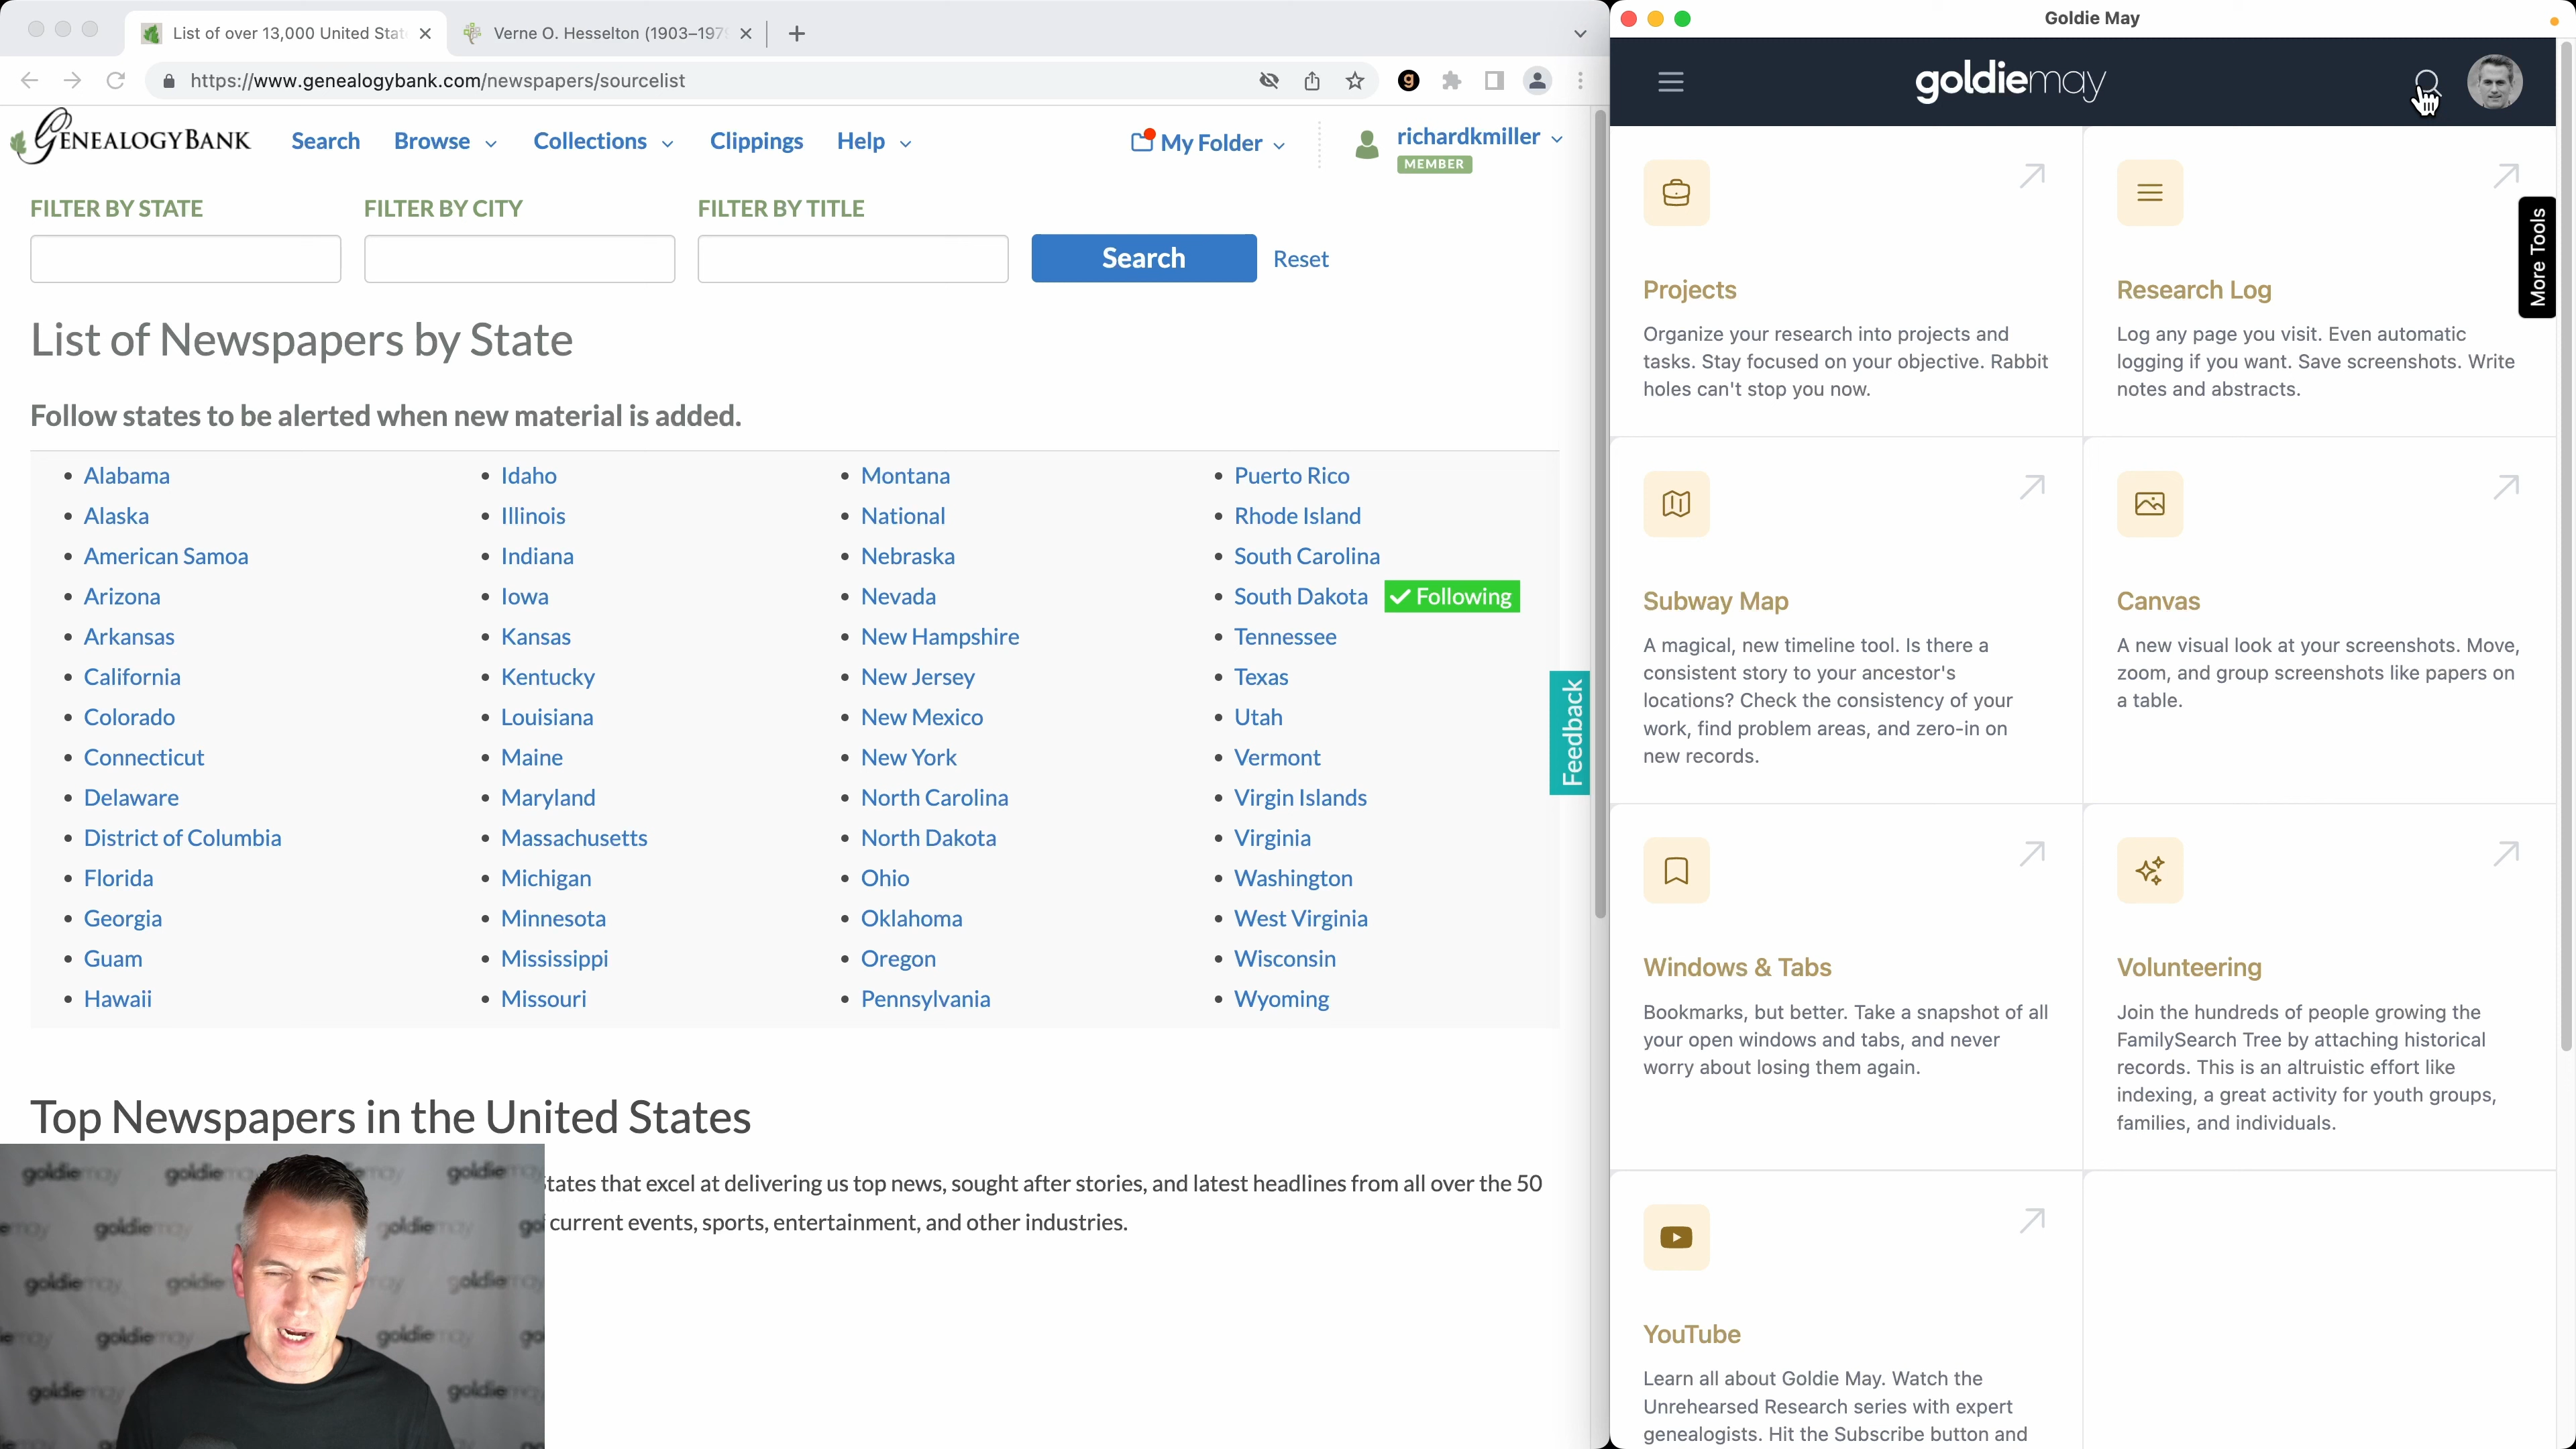 List of over 13,000 United Stat
Verne O. Hesselton (1903–197
https://www.genealogybank.com/newspapers/sourcelist
GENEALOGYBANK
Search
Browse
Collections
Clippings
Help
My Folder
richardkmiller
MEMBER
FILTER BY STATE
FILTER BY CITY
FILTER BY TITLE
Search
Reset
List of Newspapers by State
Follow states to be alerted when new material is added.
Alabama
Alaska
American Samoa
Arizona
Arkansas
California
Colorado
Connecticut
Delaware
District of Columbia
Florida
Georgia
Guam
Hawaii
Idaho
Illinois
Indiana
Iowa
Kansas
Kentucky
Louisiana
Maine
Maryland
Massachusetts
Michigan
Minnesota
Mississippi
Missouri
Montana
National
Nebraska
Nevada
New Hampshire
New Jersey
New Mexico
New York
North Carolina
North Dakota
Ohio
Oklahoma
Oregon
Pennsylvania
Puerto Rico
Rhode Island
South Carolina
South Dakota
Following
Tennessee
Texas
Utah
Vermont
Virgin Islands
Virginia
Washington
West Virginia
Wisconsin
Wyoming
Feedback
Top Newspapers in the United States
tates that excel at delivering us top news, sought after stories, and latest headlines from all over the 50
current events, sports, entertainment, and other industries.
goldiemay
Goldie May
goldiemay
More Tools
Projects
Organize your research into projects and
tasks. Stay focused on your objective. Rabbit
holes can't stop you now.
Research Log
Log any page you visit. Even automatic
logging if you want. Save screenshots. Write
notes and abstracts.
Subway Map
A magical, new timeline tool. Is there a
consistent story to your ancestor's
locations? Check the consistency of your
work, find problem areas, and zero-in on
new records.
Canvas
A new visual look at your screenshots. Move,
zoom, and group screenshots like papers on
a table.
Windows & Tabs
Bookmarks, but better. Take a snapshot of all
your open windows and tabs, and never
worry about losing them again.
Volunteering
Join the hundreds of people growing the
FamilySearch Tree by attaching historical
records. This is an altruistic effort like
indexing, a great activity for youth groups,
families, and individuals.
YouTube
Learn all about Goldie May. Watch the
Unrehearsed Research series with expert
genealogists. Hit the Subscribe button and